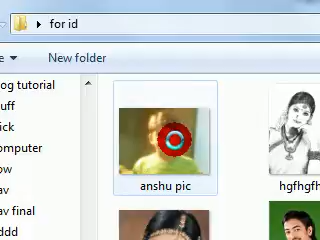 for id
New folder
og tutorial
uff
ick
omputer
ow
av
av final
ddd
anshu pic
hgfhgfh